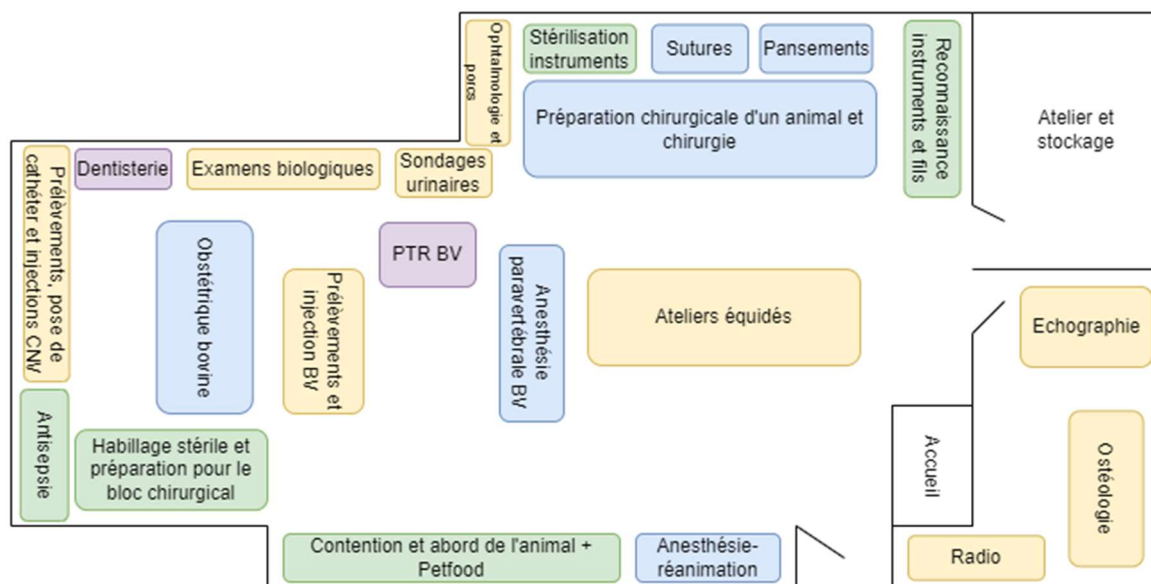 Ophtalmologie et
porcs
Stérilisation
instruments
Sutures
Pansements
Reconnaissance
instruments et fils
Préparation chirurgicale d'un animal et
chirurgie
Atelier et
stockage
Prélèvements, pose de
cathéter et injections CNV
Dentisterie
Examens biologiques
Sondages
urinaires
Obstétrique bovine
PTR BV
Prélèvements et
injection BV
Anesthésie
paravertébrale BV
Ateliers équidés
Echographie
Antisepsie
Habillage stérile et
préparation pour le
bloc chirurgical
Accueil
Ostéologie
Contention et abord de l'animal +
Petfood
Anesthésie-
réanimation
Radio